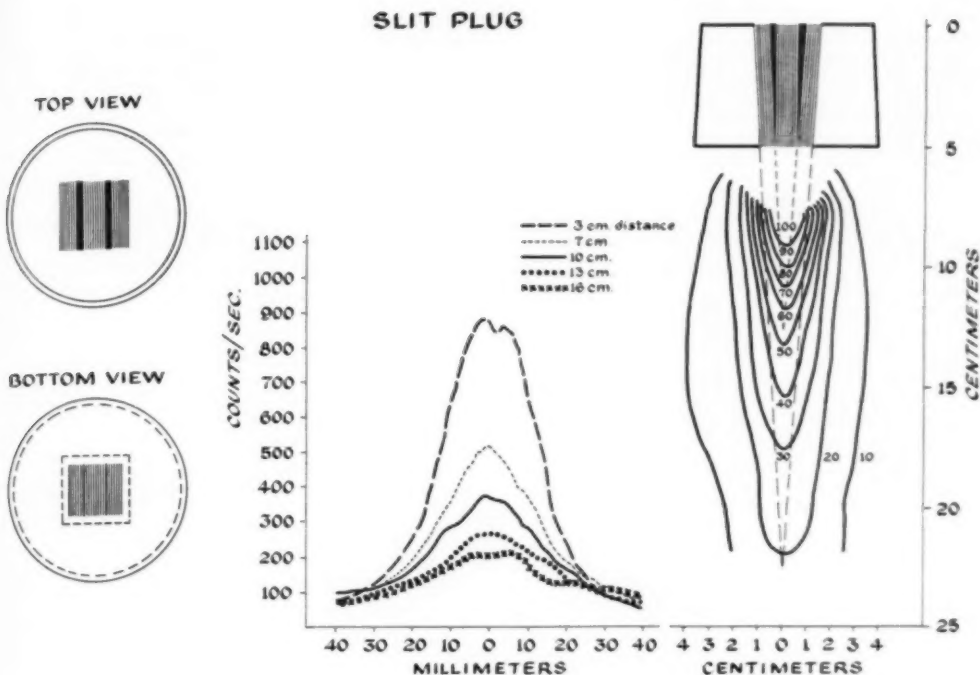 SLIT PLUG
TOP VIEW
BOTTOM VIEW
COUNTS/SEC.
1100
1000
900
800
700
600
500
400
300
200
100
3 cm. distance
7 cm.
10 cm.
13 cm.
16 cm.
40 30 20 10 0 10 20 30 40
MILLIMETERS
100
90
80
70
60
50
40
30
20
10
0
5
10
15
20
25
CENTIMETERS
4 3 2 1 0 1 2 3 4
CENTIMETERS